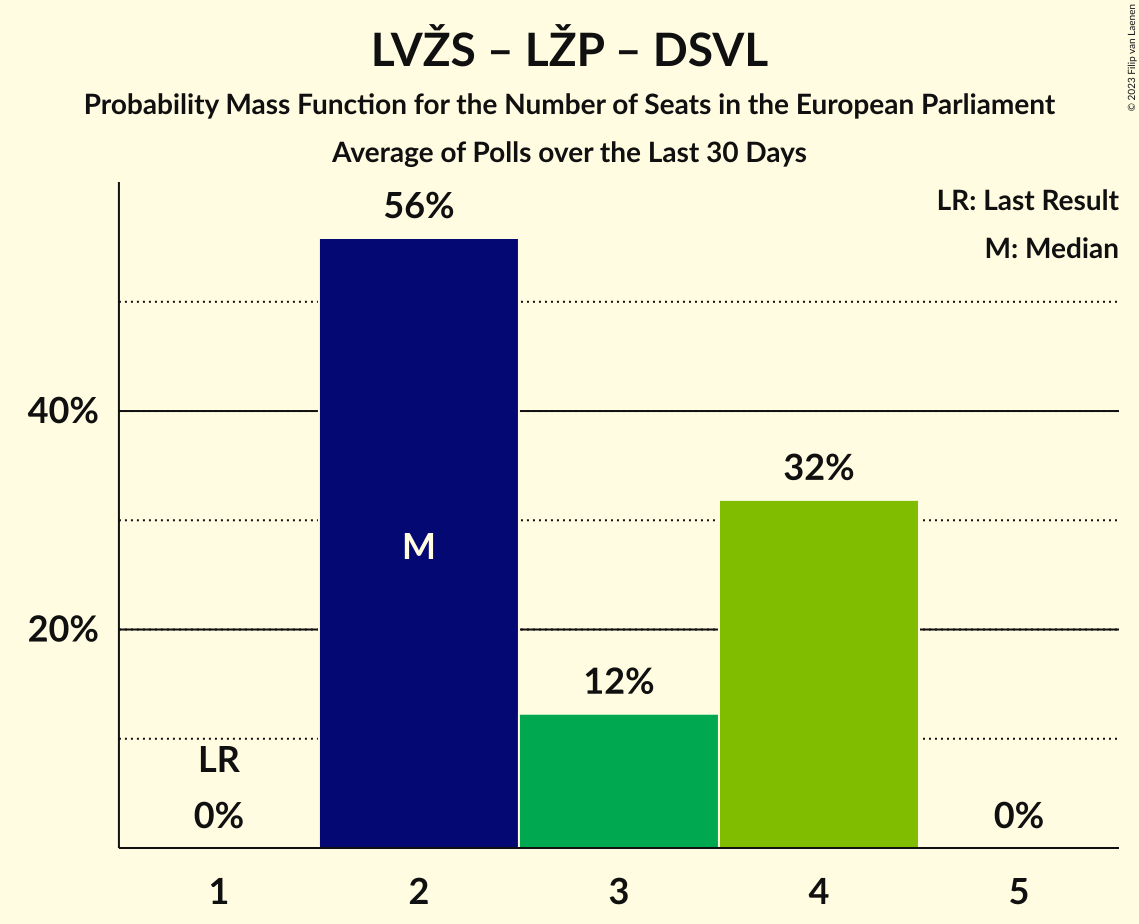 LVŽS – LŽP – DSVL
Probability Mass Function for the Number of Seats in the European Parliament
Average of Polls over the Last 30 Days
© 2023 Filip van Laenen
LR: Last Result
M: Median
56%
40%
32%
M
20%
12%
LR
0%
0%
1 2 3 4 5